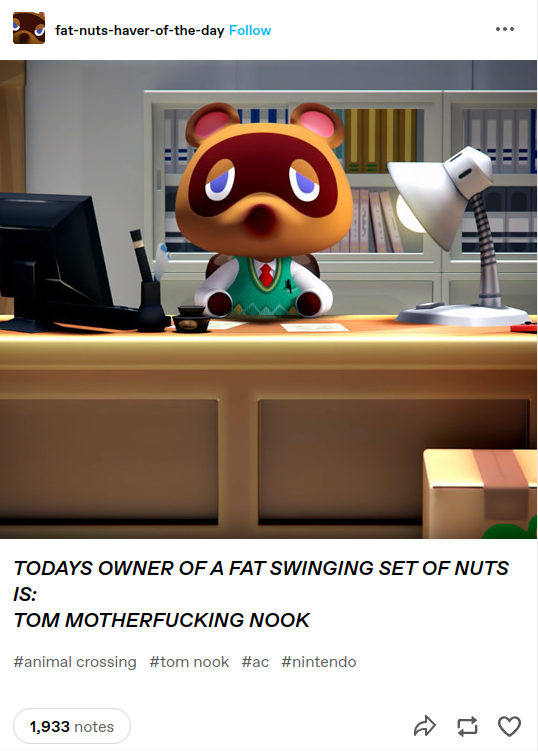 fat-nuts-haver-of-the-day Follow
TODAYS OWNER OF A FAT SWINGING SET OF NUTS
IS:
TOM MOTHERFUCKING NOOK
#animal crossing #tom nook #ac #nintendo
1,933 notes